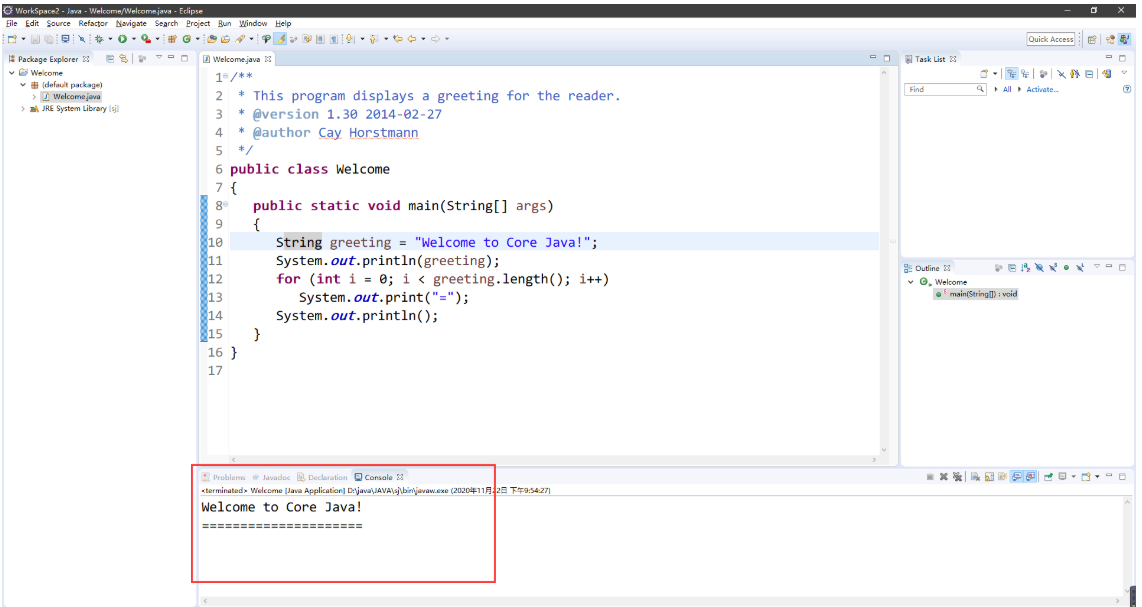 WorkSpace2 - Java - Welcome/Welcome.java - Eclipse
File Edit Source Refactor Navigate Search Project Run Window Help
Quick Access
Package Explorer
Welcome
(default package)
Welcome.java
JRE System Library [sj]
Welcome.java
1 /**
2 * This program displays a greeting for the reader.
3 * @version 1.30 2014-02-27
4 * @author Cay Horstmann
5 */
6 public class Welcome
7 {
8 public static void main(String[] args)
9 {
10 String greeting = "Welcome to Core Java!";
11 System.out.println(greeting);
12 for (int i = 0; i < greeting.length(); i++)
13 System.out.print("=");
14 System.out.println();
15 }
16 }
17
Task List
Find All Activate...
Outline
Welcome
main(String[]) : void
Problems Javadoc Declaration Console
<terminated> Welcome [Java Application] D:\java\JAVA\sj\bin\javaw.exe (2020年11月22日 下午9:54:27)
Welcome to Core Java!
=====================